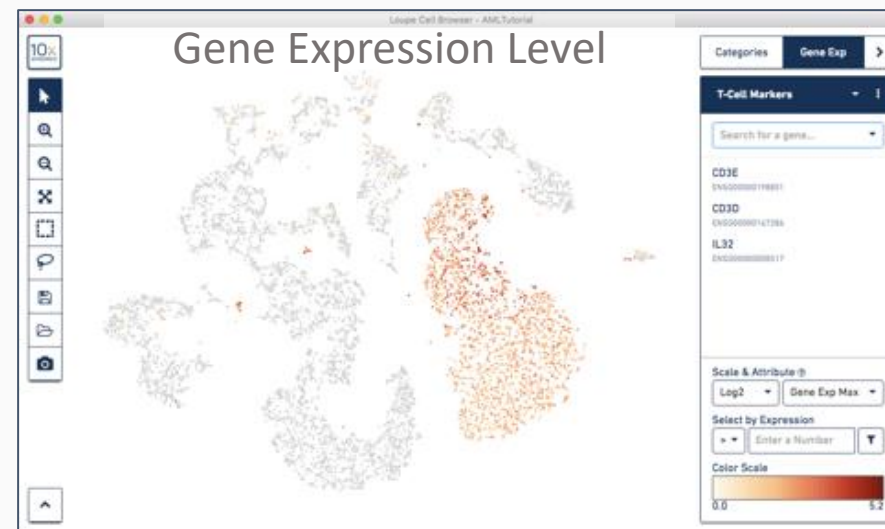 Loupe Cell Browser - AMLTutorial
Gene Expression Level
10x
Categories
Gene Exp
T-Cell Markers
Search for a gene...
CD3E
CD3D
IL32
Scale & Attribute
Log2
Gene Exp Max
Select by Expression
>
Enter a Number
Color Scale
0.0
5.2